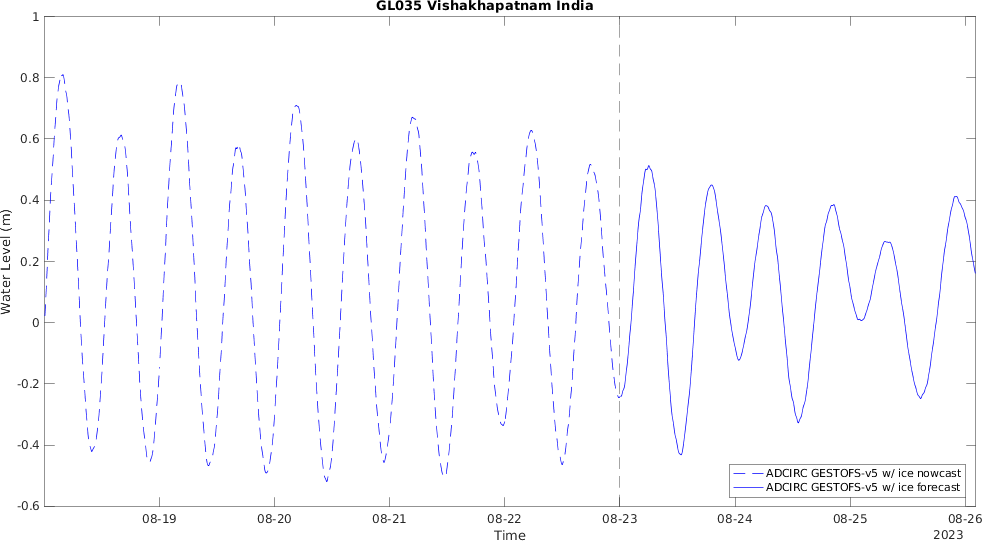 GL035 Vishakhapatnam India
1
0.8
0.6
0.4
0.2
0
-0.2
-0.4
-0.6
Water Level (m)
ADCIRC GESTOFS-v5 w/ ice nowcast
ADCIRC GESTOFS-v5 w/ ice forecast
08-19 08-20 08-21 08-22 08-23 08-24 08-25 08-26
Time
2023